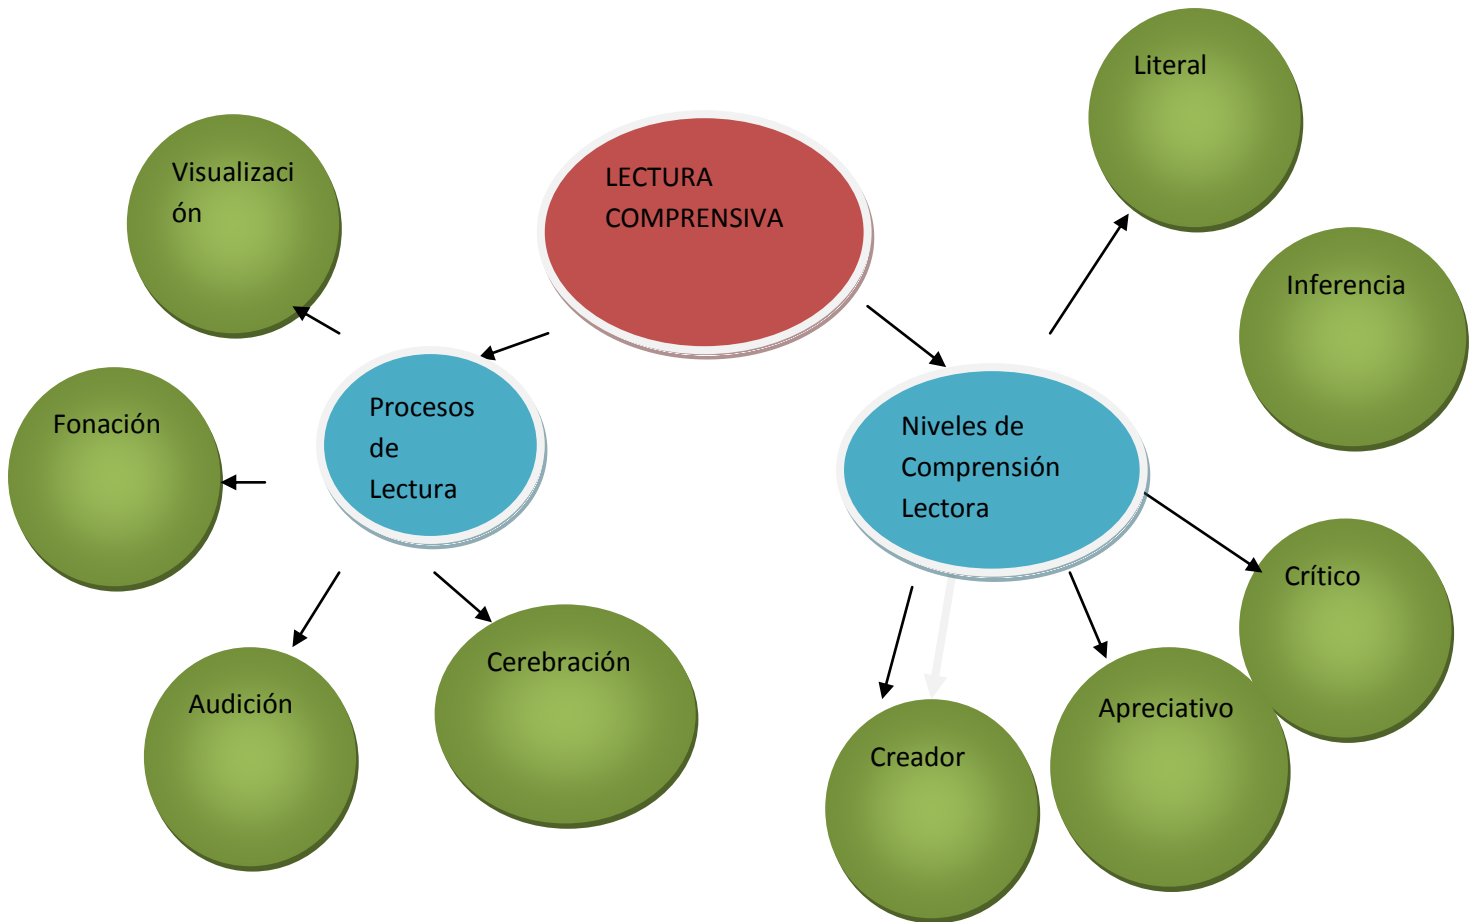 LECTURA
COMPRENSIVA
Visualizaci
ón
Fonación
Procesos
de
Lectura
Audición
Cerebración
Literal
Inferencia
Niveles de
Comprensión
Lectora
Crítico
Apreciativo
Creador